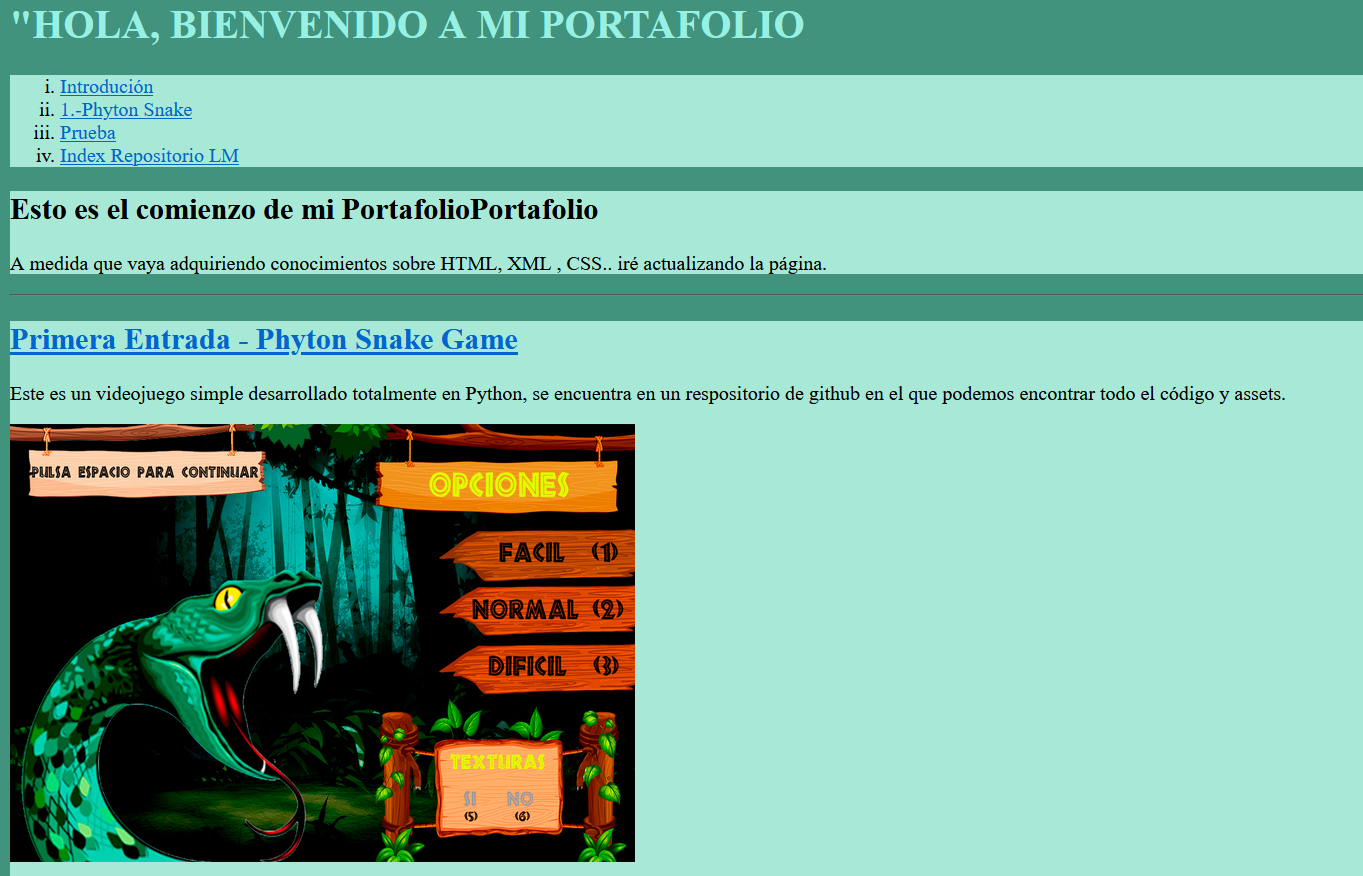 "HOLA, BIENVENIDO A MI PORTAFOLIO
i. Introdución
ii. 1.-Phyton Snake
iii. Prueba
iv. Index Repositorio LM
Esto es el comienzo de mi PortafolioPortafolio
A medida que vaya adquiriendo conocimientos sobre HTML, XML , CSS.. iré actualizando la página.
Primera Entrada - Phyton Snake Game
Este es un videojuego simple desarrollado totalmente en Python, se encuentra en un respositorio de github en el que podemos encontrar todo el código y assets.
PULSA ESPACIO PARA CONTINUAR
OPCIONES
FACIL (1)
NORMAL (2)
DIFICIL (3)
TEXTURAS
SI NO
(5) (6)